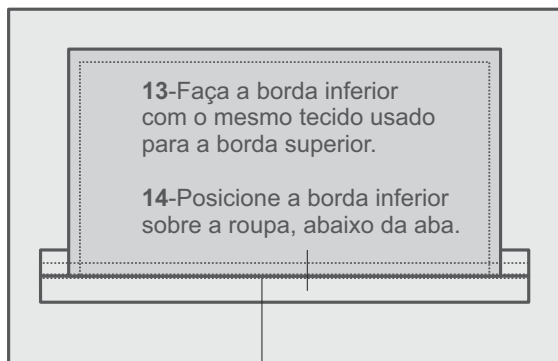 13-Faça a borda inferior
com o mesmo tecido usado
para a borda superior.
14-Posicione a borda inferior
sobre a roupa, abaixo da aba.